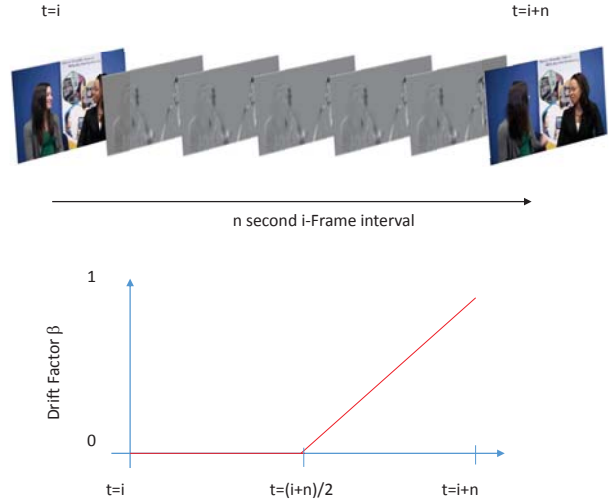 t=i
t=i+n
n second i-Frame interval
1
Drift Factor β
0
t=i
t=(i+n)/2
t=i+n